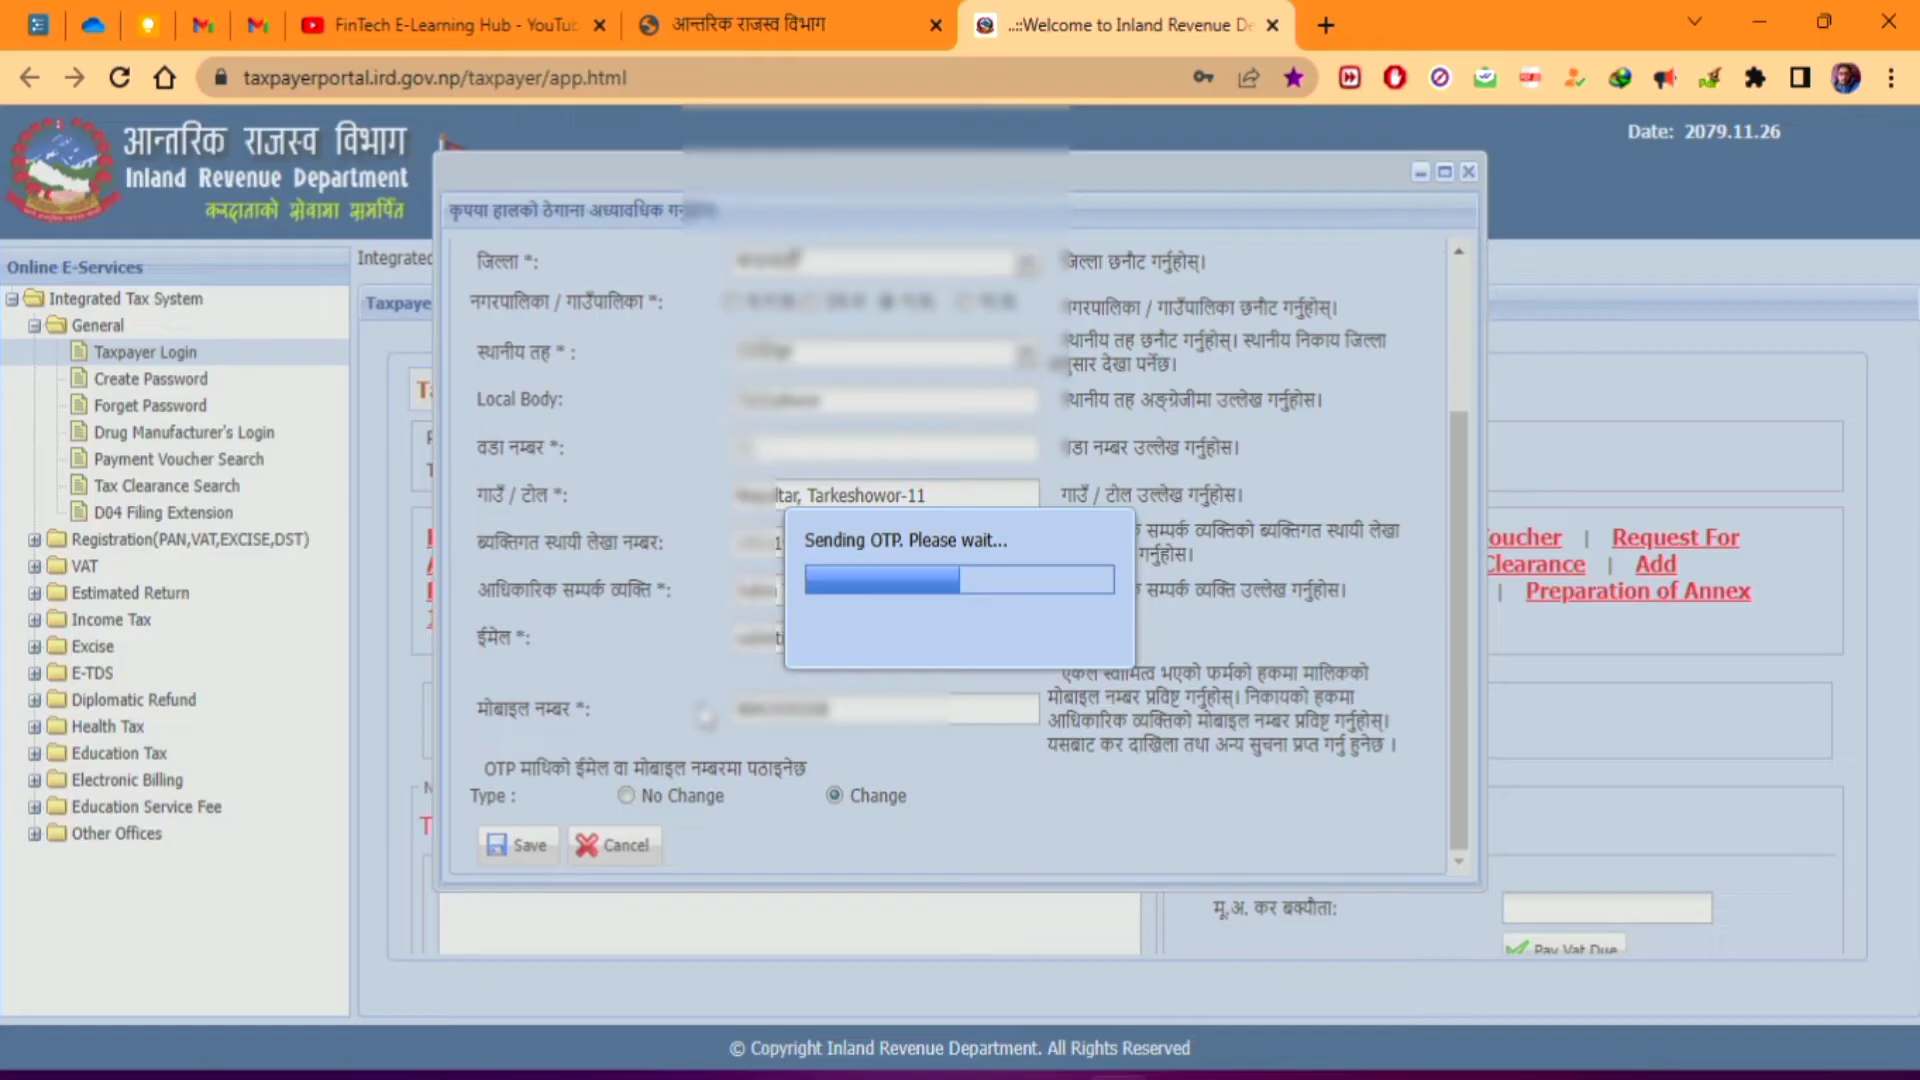 FinTech E-Learning Hub - YouTub
आन्तरिक राजस्व विभाग
..::Welcome to Inland Revenue De
taxpayerportal.ird.gov.np/taxpayer/app.html
आन्तरिक राजस्व विभाग
Inland Revenue Department
करदाताको सेवामा समर्पित
Date: 2079.11.26
Online E-Services
Integrated Tax System
General
Taxpayer Login
Create Password
Forget Password
Drug Manufacturer's Login
Payment Voucher Search
Tax Clearance Search
D04 Filing Extension
Registration(PAN,VAT,EXCISE,DST)
VAT
Estimated Return
Income Tax
Excise
E-TDS
Diplomatic Refund
Health Tax
Education Tax
Electronic Billing
Education Service Fee
Other Offices
Integrated
Taxpaye
कृपया हालको ठेगाना अध्यावधिक
जिल्ला *:
जिल्ला छनौट गर्नुहोस्।
नगरपालिका / गाउँपालिका *:
नगरपालिका / गाउँपालिका छनौट गर्नुहोस्।
स्थानीय तह * :
स्थानीय तह छनौट गर्नुहोस्। स्थानीय निकाय जिल्ला
नुसार देखा पर्नेछ।
Local Body:
स्थानीय तह अङ्ग्रेजीमा उल्लेख गर्नुहोस।
वडा नम्बर *:
वडा नम्बर उल्लेख गर्नुहोस।
गाउँ / टोल *:
tar, Tarkeshowor-11
गाउँ / टोल उल्लेख गर्नुहोस्।
ब्यक्तिगत स्थायी लेखा नम्बर:
सम्पर्क व्यक्तिको ब्यक्तिगत स्थायी लेखा
गर्नुहोस।
Sending OTP. Please wait...
आधिकारिक सम्पर्क व्यक्ति *:
सम्पर्क व्यक्ति उल्लेख गर्नुहोस।
ईमेल *:
एकल स्वामित्व भएको फर्मको हकमा मालिकको
मोबाइल नम्बर प्रविष्ट गर्नुहोस्। निकायको हकमा
आधिकारिक व्यक्तिको मोबाइल नम्बर प्रविष्ट गर्नुहोस्।
यसबाट कर दाखिला तथा अन्य सुचना प्रप्त गर्नु हुनेछ ।
मोबाइल नम्बर *:
OTP माथिको ईमेल वा मोबाइल नम्बरमा पठाइनेछ
Type :
No Change
Change
Save
Cancel
oucher | Request For
Clearance | Add
| Preparation of Annex
मू.अ. कर बक्यौता:
Pay Vat Due
© Copyright Inland Revenue Department. All Rights Reserved